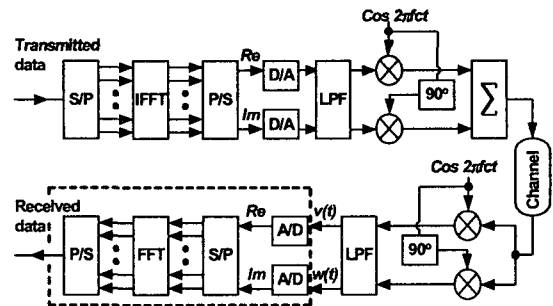 Cos 2πfct
Transmitted
data
Re
Im
S/P
IFFT
P/S
D/A
D/A
LPF
90°
Σ
Channel
Cos 2πfct
Received
data
Re
Im
P/S
FFT
S/P
A/D
A/D
v(t)
w(t)
LPF
90°